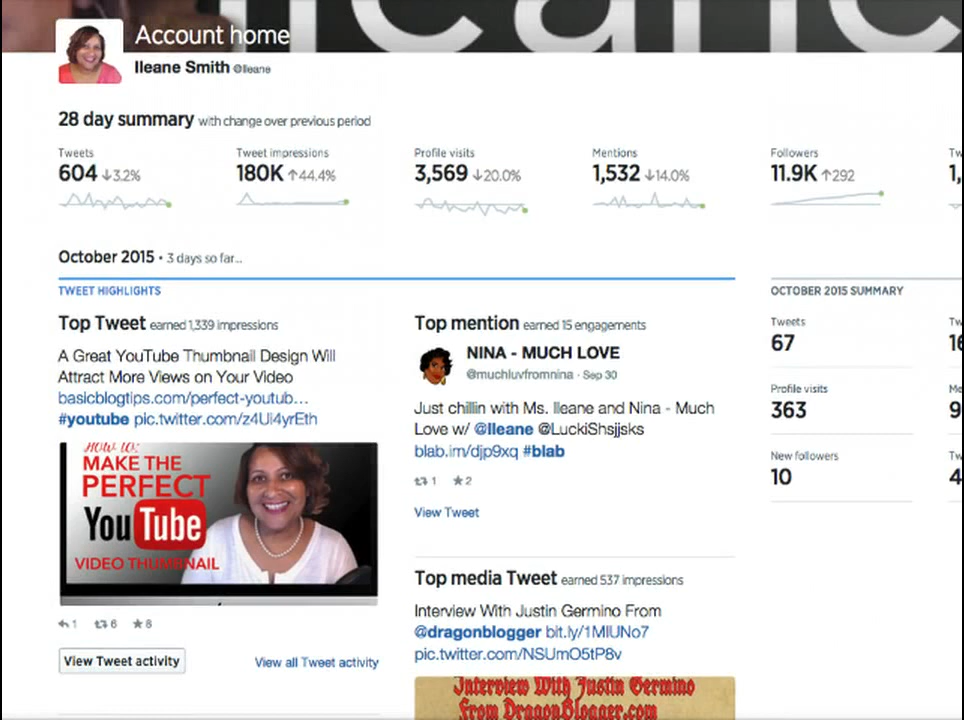 Account home
Ileane Smith @Ileane
28 day summary with change over previous period
Tweets
604 ↓3.2%
Tweet impressions
180K ↑44.4%
Profile visits
3,569 ↓20.0%
Mentions
1,532 ↓14.0%
Followers
11.9K ↑292
October 2015 • 3 days so far...
TWEET HIGHLIGHTS
Top Tweet earned 1,339 impressions
A Great YouTube Thumbnail Design Will
Attract More Views on Your Video
basicblogtips.com/perfect-youtub...
#youtube pic.twitter.com/z4Ui4yrEth
HOW TO:
MAKE THE
PERFECT
YouTube
VIDEO THUMBNAIL
1 6 8
View Tweet activity
View all Tweet activity
Top mention earned 15 engagements
NINA - MUCH LOVE
@muchluvfromnina · Sep 30
Just chillin with Ms. Ileane and Nina - Much
Love w/ @Ileane @LuckiShsjjsks
blab.im/djp9xq #blab
1 2
View Tweet
Top media Tweet earned 537 impressions
Interview With Justin Germino From
@dragonblogger bit.ly/1MlUNo7
pic.twitter.com/NSUmO5tP8v
Interview With Justin Germino
From DragonBlogger.com
OCTOBER 2015 SUMMARY
Tweets
67
Profile visits
363
New followers
10